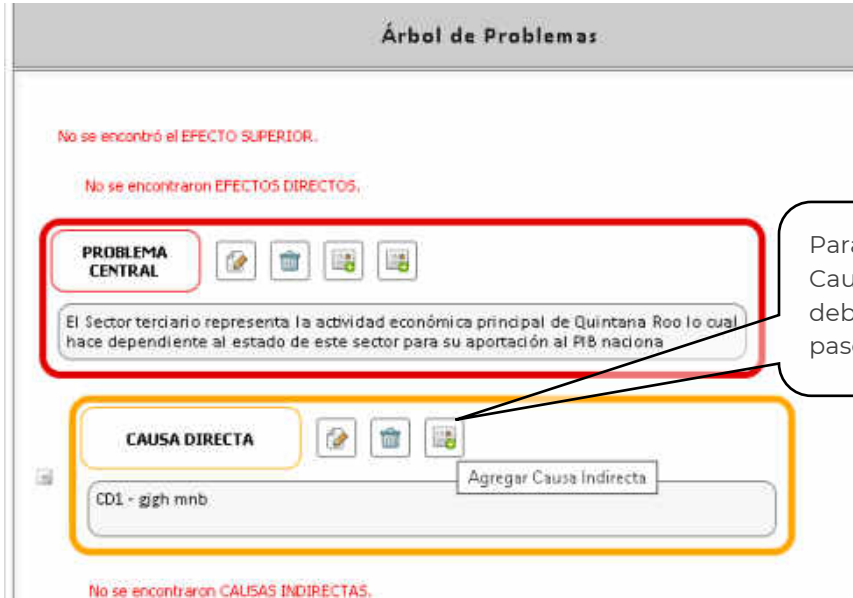 Árbol de Problemas
No se encontró el EFECTO SUPERIOR.
No se encontraron EFECTOS DIRECTOS.
PROBLEMA
CENTRAL
El Sector terciario representa la actividad económica principal de Quintana Roo lo cual
hace dependiente al estado de este sector para su aportación al PIB naciona
CAUSA DIRECTA
Agregar Causa Indirecta
CD1 - gjgh mnb
No se encontraron CAUSAS INDIRECTAS.